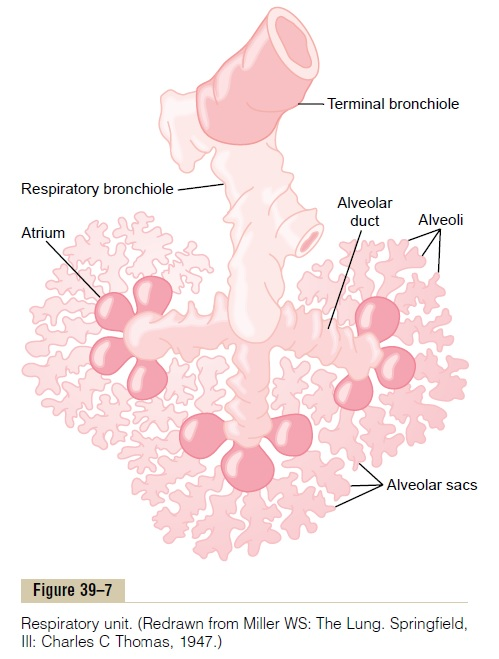 Terminal bronchiole
Respiratory bronchiole
Alveolar
duct
Alveoli
Atrium
Alveolar sacs
Figure 39–7
Respiratory unit. (Redrawn from Miller WS: The Lung. Springfield,
Ill: Charles C Thomas, 1947.)